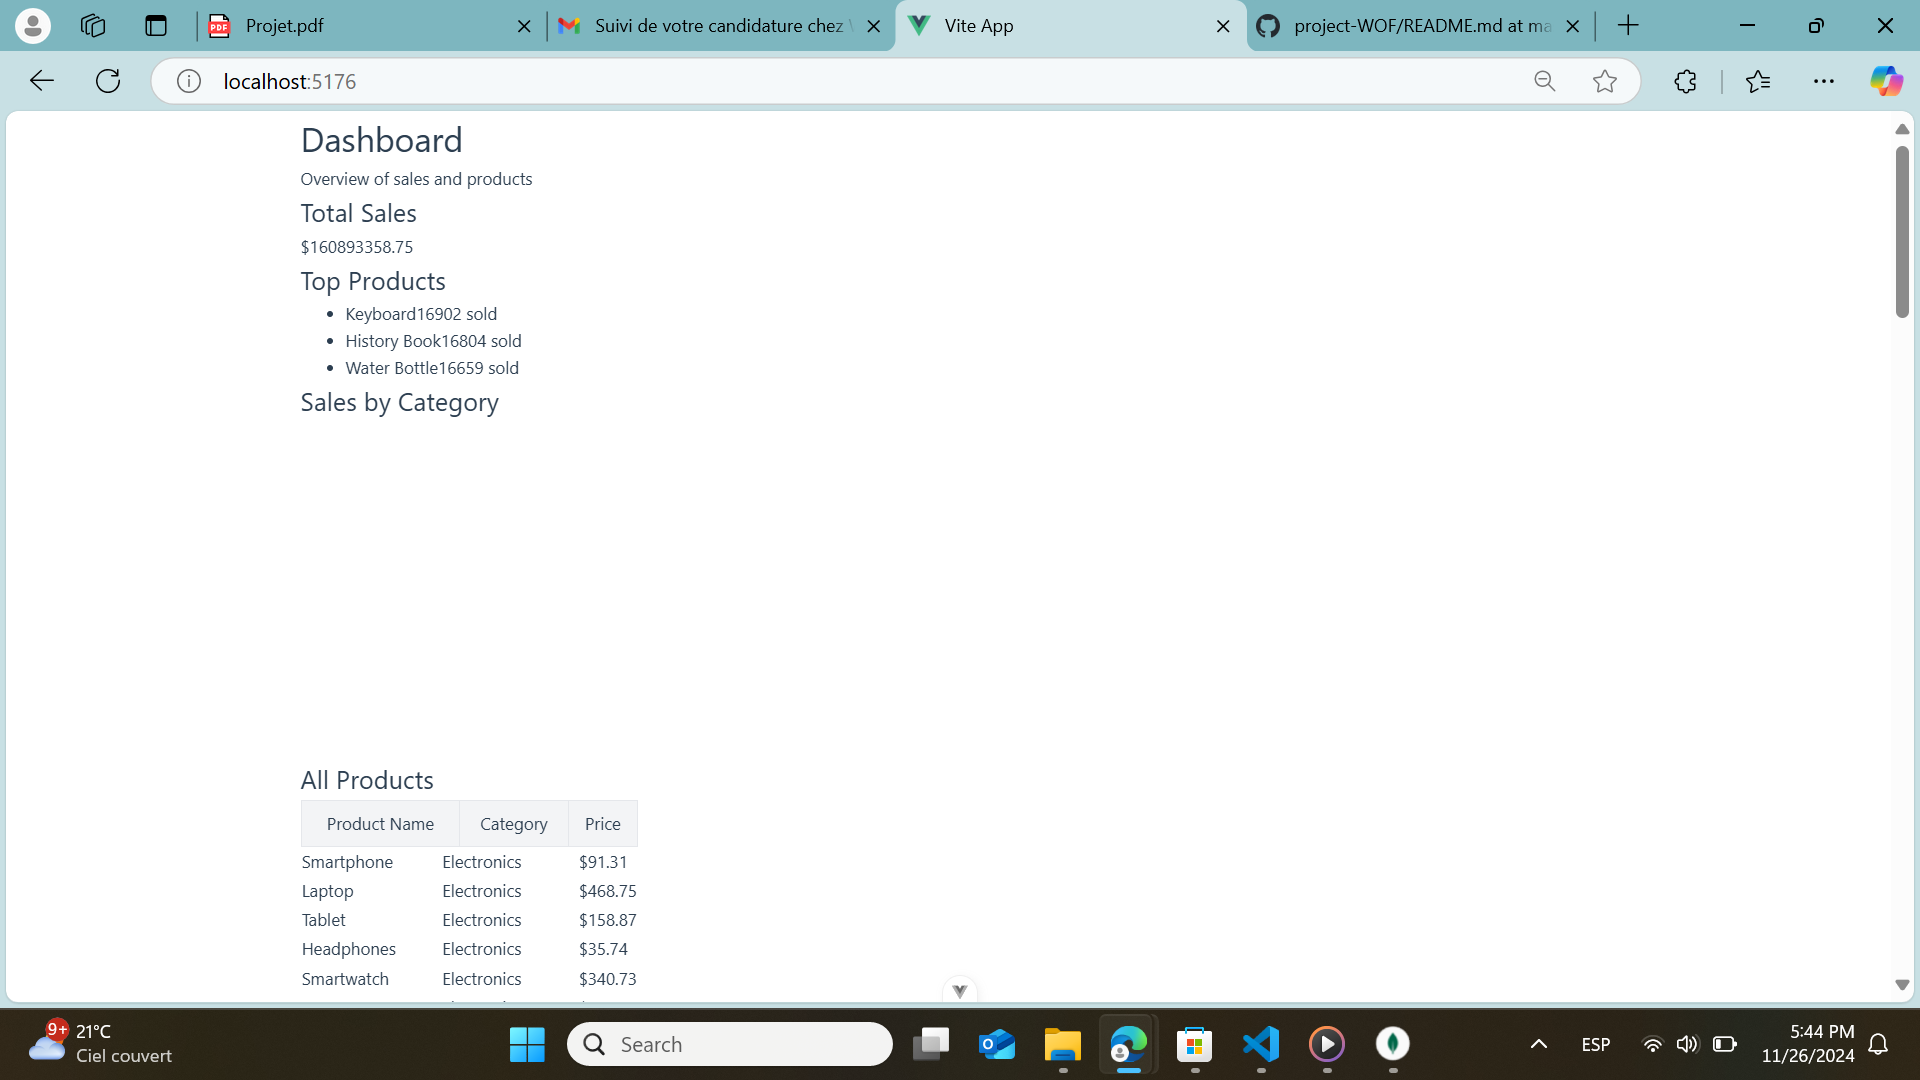 Projet.pdf
Suivi de votre candidature chez
Vite App
project-WOF/README.md at ma
localhost:5176
Dashboard
Overview of sales and products
Total Sales
$160893358.75
Top Products
Keyboard16902 sold
History Book16804 sold
Water Bottle16659 sold
Sales by Category
All Products
Product Name Category Price
Smartphone Electronics $91.31
Laptop Electronics $468.75
Tablet Electronics $158.87
Headphones Electronics $35.74
Smartwatch Electronics $340.73
9+
21°C
Ciel couvert
Search
ESP
5:44 PM
11/26/2024